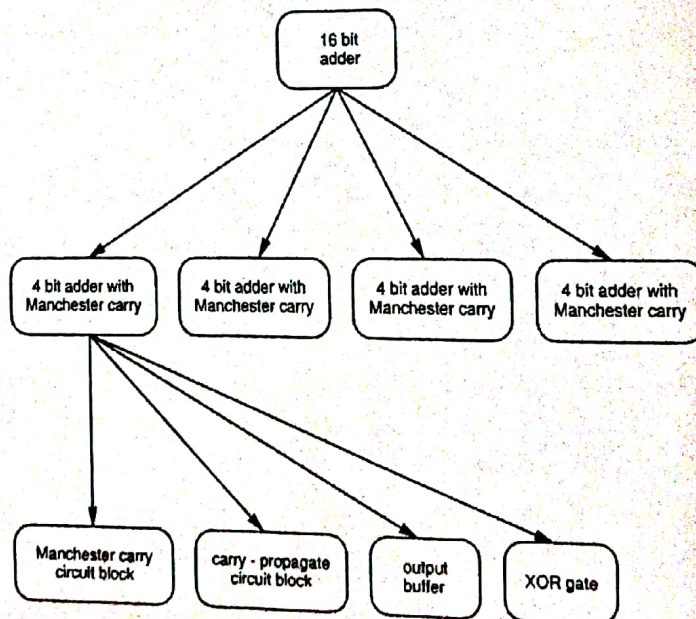 16 bit
adder
4 bit adder with
Manchester carry
4 bit adder with
Manchester carry
4 bit adder with
Manchester carry
4 bit adder with
Manchester carry
Manchester carry
circuit block
carry - propagate
circuit block
output
buffer
XOR gate